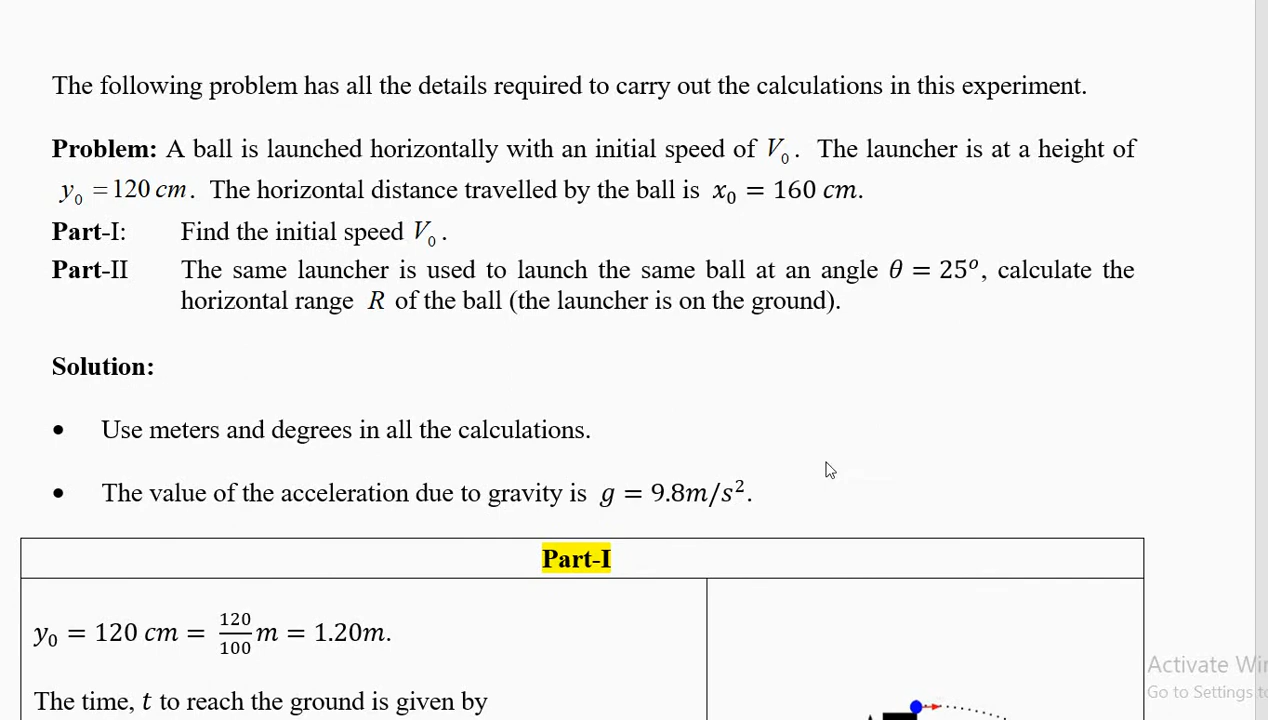 The following problem has all the details required to carry out the calculations in this experiment.
Problem: A ball is launched horizontally with an initial speed of V₀. The launcher is at a height of
y₀ = 120 cm. The horizontal distance travelled by the ball is x₀ = 160 cm.
Part-I: Find the initial speed V₀.
Part-II The same launcher is used to launch the same ball at an angle θ = 25°, calculate the
horizontal range R of the ball (the launcher is on the ground).
Solution:
• Use meters and degrees in all the calculations.
• The value of the acceleration due to gravity is g = 9.8m/s².
Part-I
y₀ = 120 cm = 120/100 m = 1.20m.
The time, t to reach the ground is given by
Activate Wi
Go to Settings t